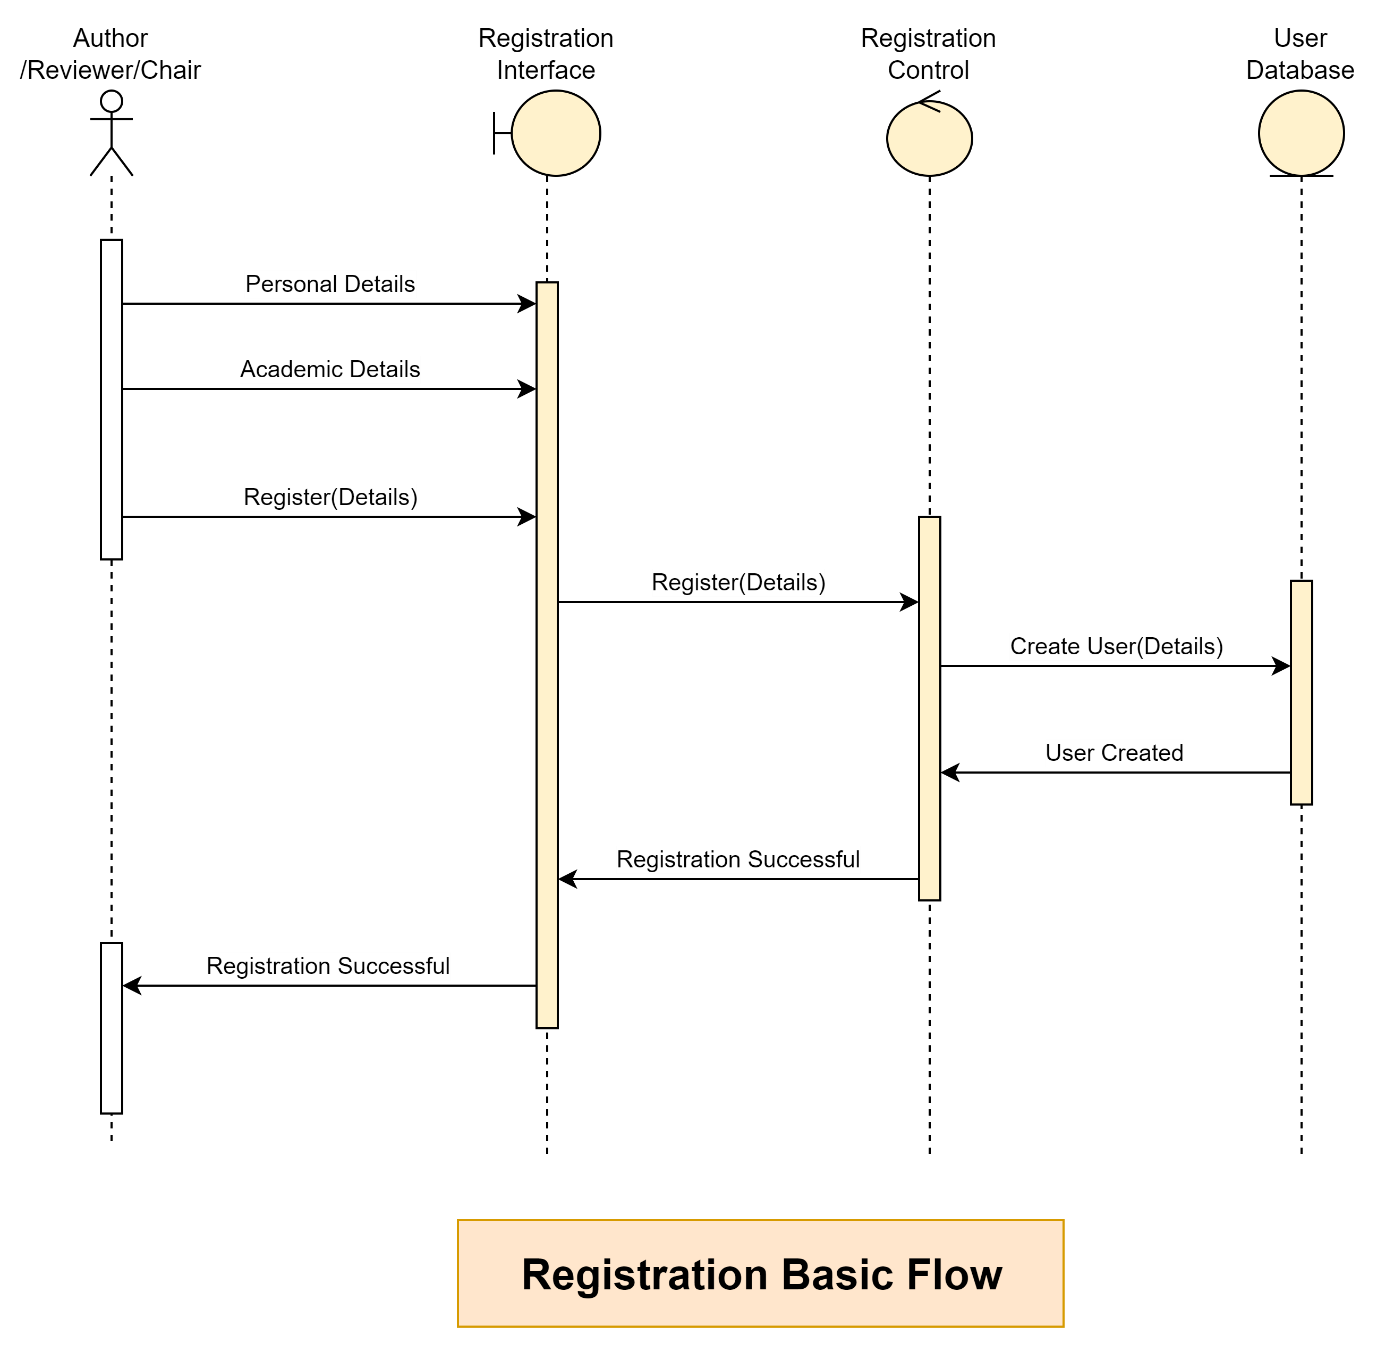 Author
/Reviewer/Chair
Registration
Interface
Registration
Control
User
Database
Personal Details
Academic Details
Register(Details)
Register(Details)
Create User(Details)
User Created
Registration Successful
Registration Successful
Registration Basic Flow